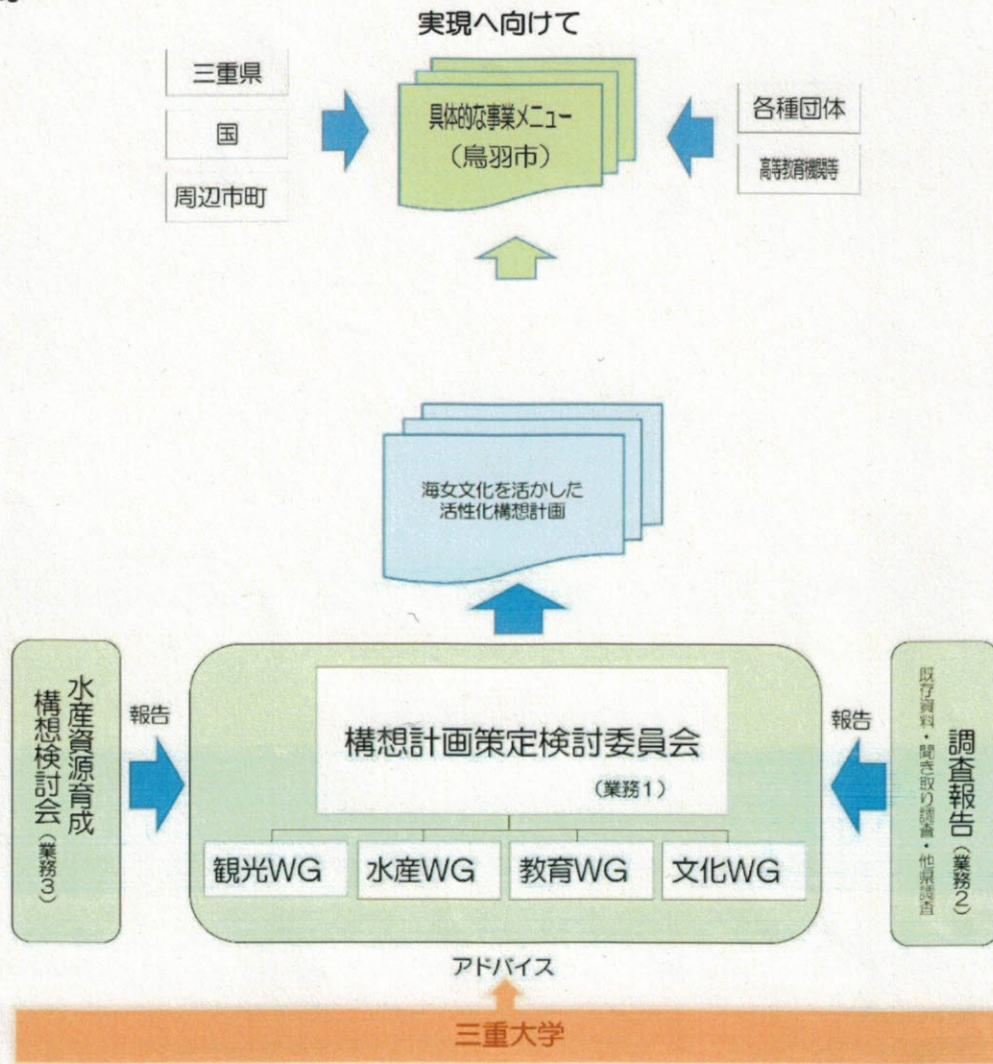 実現へ向けて
三重県
国
周辺市町
具体的な事業メニュー
（鳥羽市）
各種団体
高等教育機関等
海女文化を活かした
活性化構想計画
水産資源育成
構想検討会（業務3）
報告
構想計画策定検討委員会
（業務1）
観光WG
水産WG
教育WG
文化WG
報告
調査報告（業務2）
既存資料・聞き取り調査・他県調査
アドバイス
三重大学